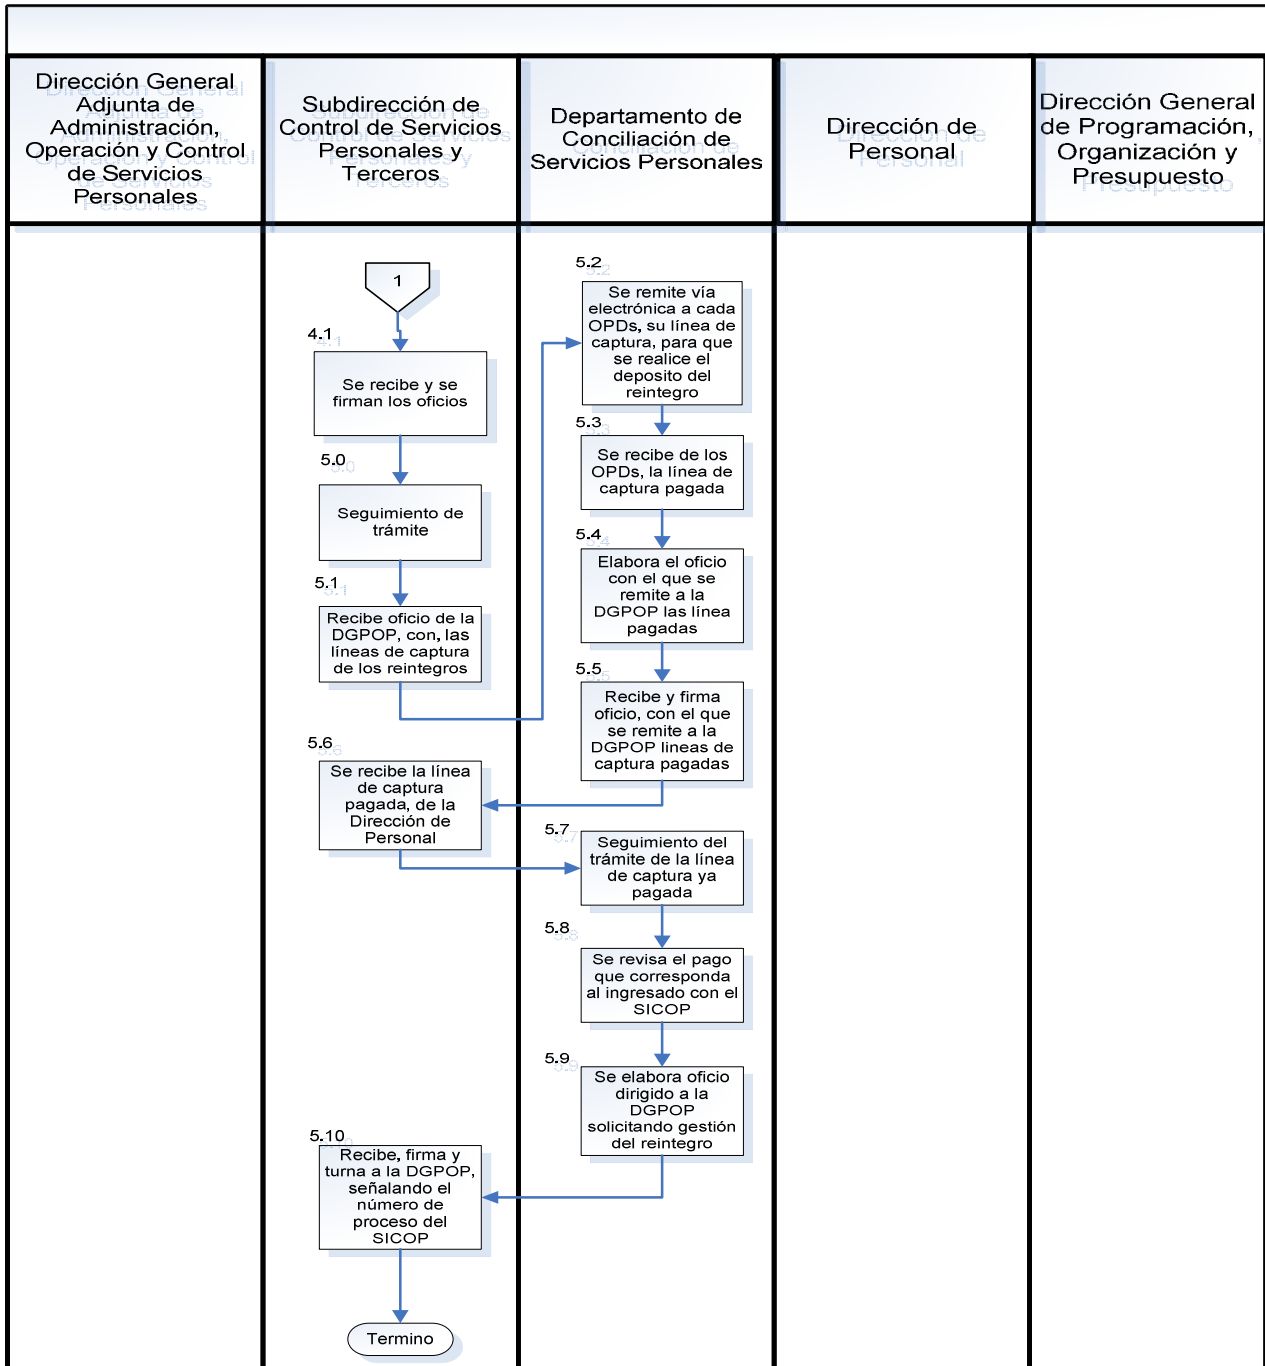 Dirección General
Adjunta de
Administración,
Operación y Control
de Servicios
Personales
Subdirección de
Control de Servicios
Personales y
Terceros
Departamento de
Conciliación de
Servicios Personales
Dirección de
Personal
Dirección General
de Programación,
Organización y
Presupuesto
1
4.1
Se recibe y se
firman los oficios
5.0
Seguimiento de
trámite
5.1
Recibe oficio de la
DGPOP, con, las
líneas de captura
de los reintegros
5.2
Se remite vía
electrónica a cada
OPDs, su línea de
captura, para que
se realice el
deposito del
reintegro
5.3
Se recibe de los
OPDs, la línea de
captura pagada
5.4
Elabora el oficio
con el que se
remite a la
DGPOP las línea
pagadas
5.5
Recibe y firma
oficio, con el que
se remite a la
DGPOP lineas de
captura pagadas
5.6
Se recibe la línea
de captura
pagada, de la
Dirección de
Personal
5.7
Seguimiento del
trámite de la línea
de captura ya
pagada
5.8
Se revisa el pago
que corresponda
al ingresado con el
SICOP
5.9
Se elabora oficio
dirigido a la
DGPOP
solicitando gestión
del reintegro
5.10
Recibe, firma y
turna a la DGPOP,
señalando el
número de
proceso del
SICOP
Termino